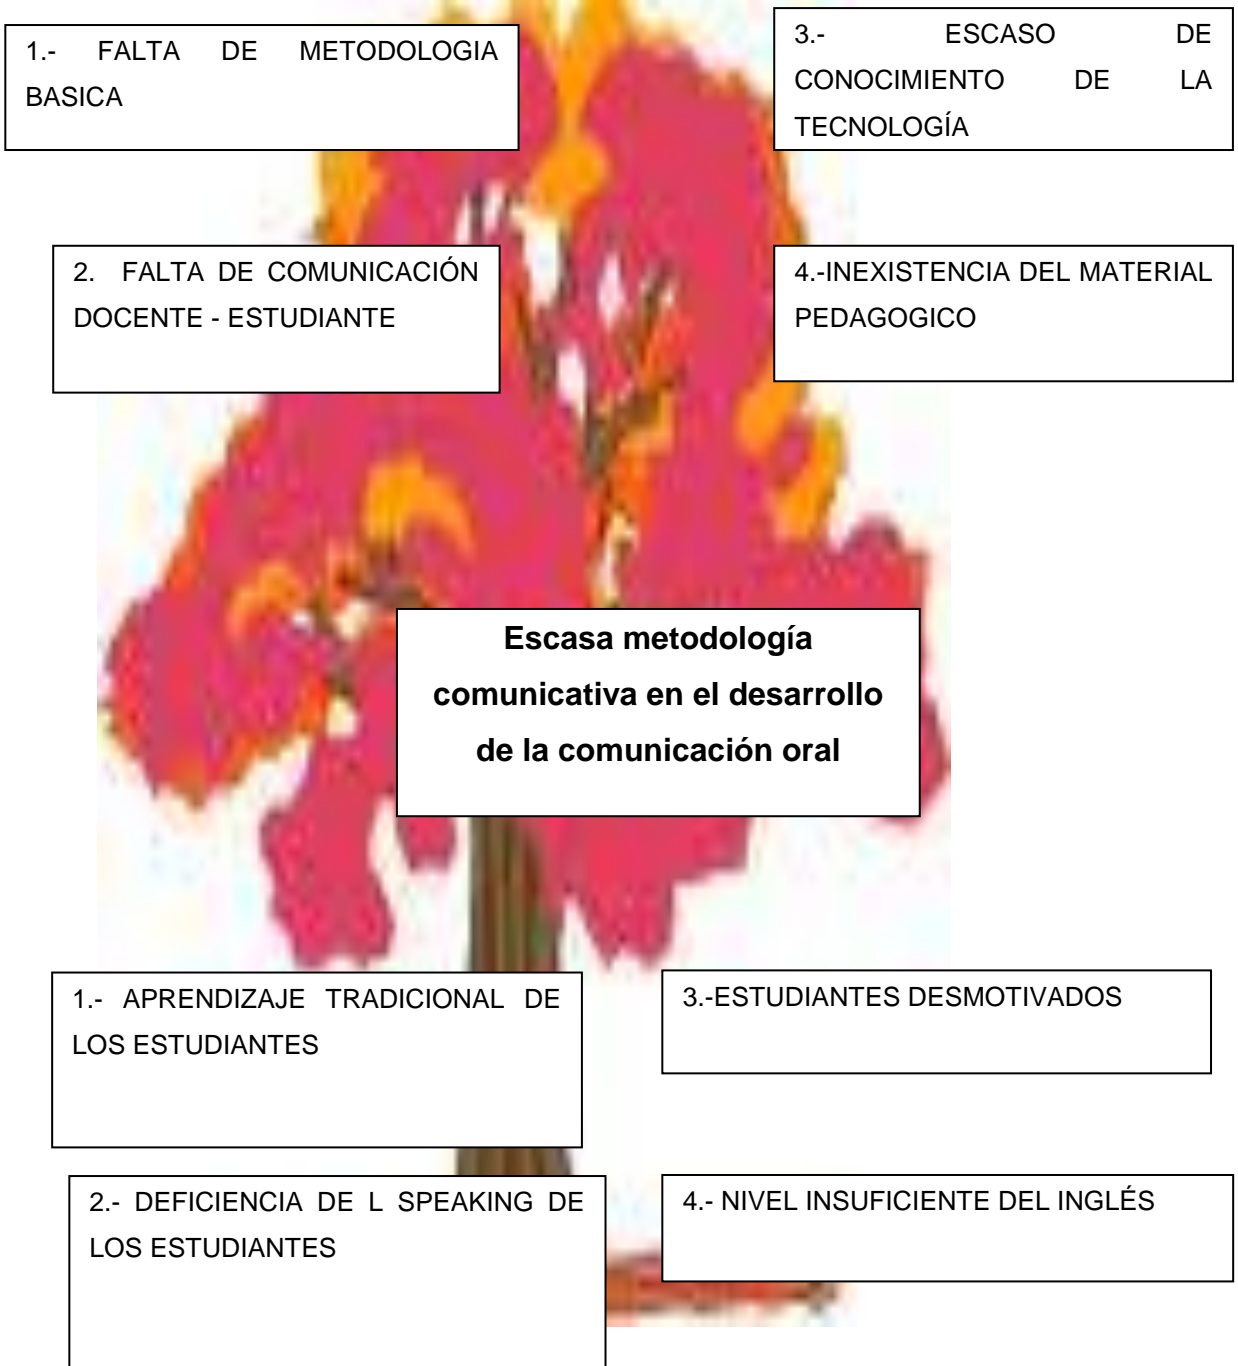 1.- FALTA DE METODOLOGIA
BASICA
3.- ESCASO DE
CONOCIMIENTO DE LA
TECNOLOGÍA
2. FALTA DE COMUNICACIÓN
DOCENTE - ESTUDIANTE
4.-INEXISTENCIA DEL MATERIAL
PEDAGOGICO
Escasa metodología
comunicativa en el desarrollo
de la comunicación oral
1.- APRENDIZAJE TRADICIONAL DE
LOS ESTUDIANTES
3.-ESTUDIANTES DESMOTIVADOS
2.- DEFICIENCIA DE L SPEAKING DE
LOS ESTUDIANTES
4.- NIVEL INSUFICIENTE DEL INGLÉS